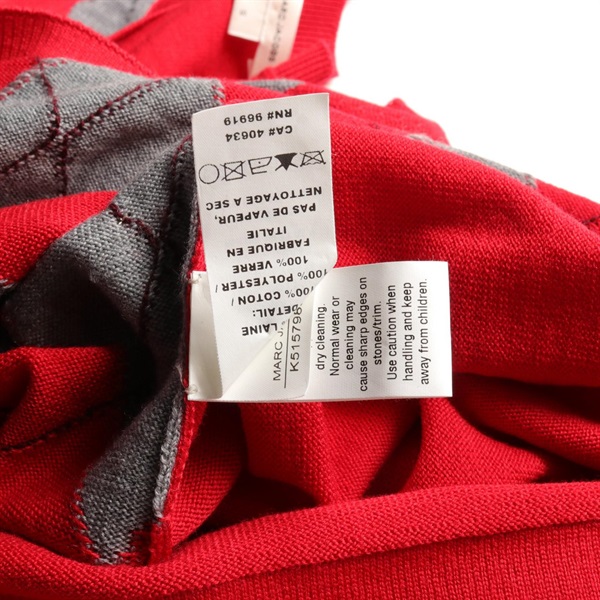 MARC JACOBS
LAINE
DETAIL:
100% COTON /
100% POLYESTER /
100% VERRE
FABRIQUE EN
ITALIE
PAS DE VAPEUR,
NETTOYAGE A SEC
CA# 40634
RN# 96919
MARC
K515798
dry cleaning.
Normal wear or
cleaning may
cause sharp edges on
stones/trim.
Use caution when
handling and keep
away from children.